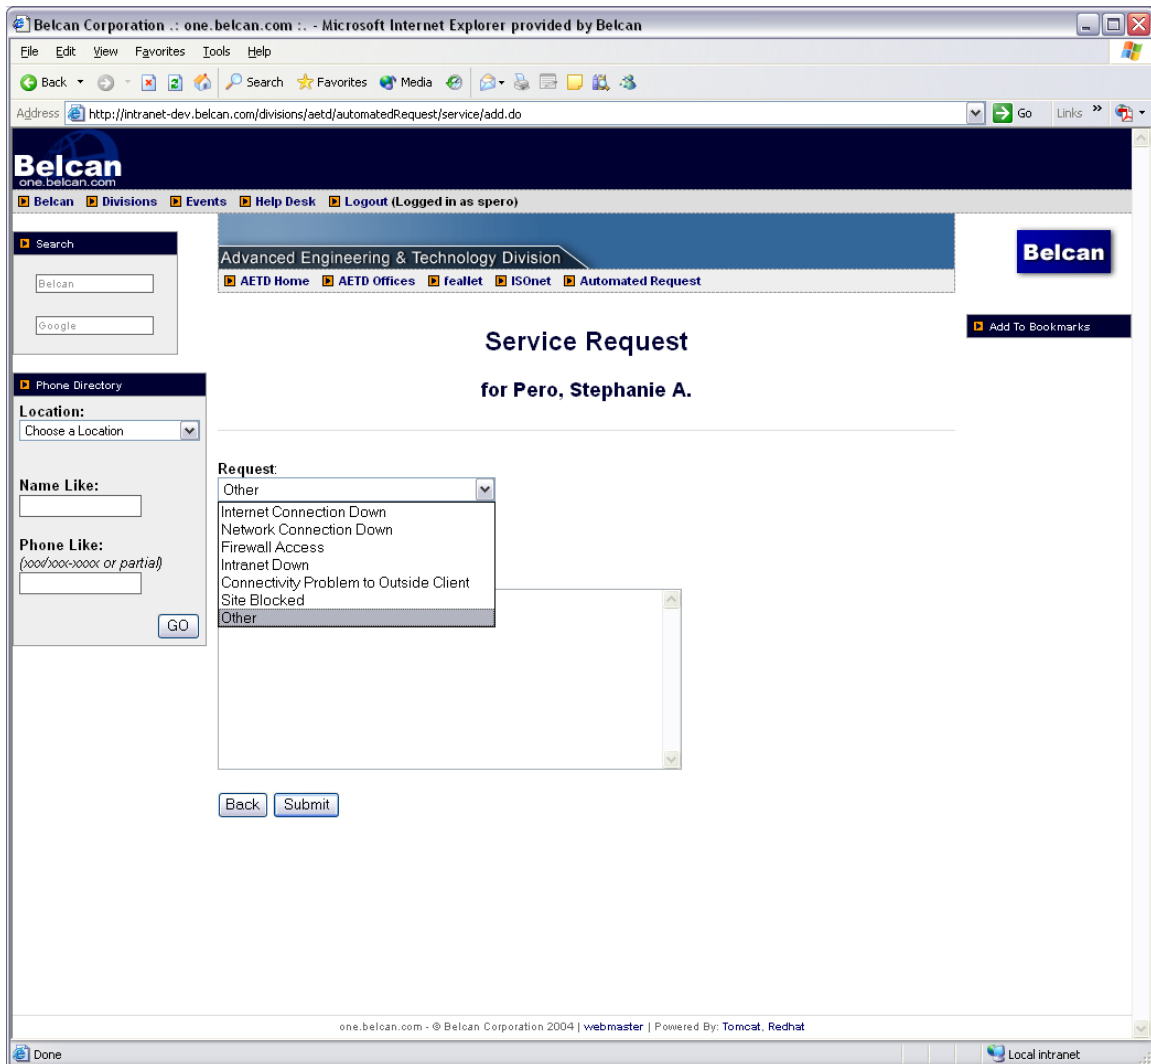 Belcan Corporation .: one.belcan.com :. - Microsoft Internet Explorer provided by Belcan
File Edit View Favorites Tools Help
Back Search Favorites Media
Address http://intranet-dev.belcan.com/divisions/aetd/automatedRequest/service/add.do Go Links »
Belcan
one.belcan.com
Belcan Divisions Events Help Desk Logout (Logged in as spero)
Search
Belcan
Google
Phone Directory
Location:
Choose a Location
Name Like:
Phone Like:
(xxx/xxx-xxxx or partial)
GO
Advanced Engineering & Technology Division
AETD Home AETD Offices feallet ISOnet Automated Request
Service Request
for Pero, Stephanie A.
Request:
Other
Internet Connection Down
Network Connection Down
Firewall Access
Intranet Down
Connectivity Problem to Outside Client
Site Blocked
Other
Back Submit
Belcan
Add To Bookmarks
one.belcan.com - © Belcan Corporation 2004 | webmaster | Powered By: Tomcat, Redhat
Done Local intranet